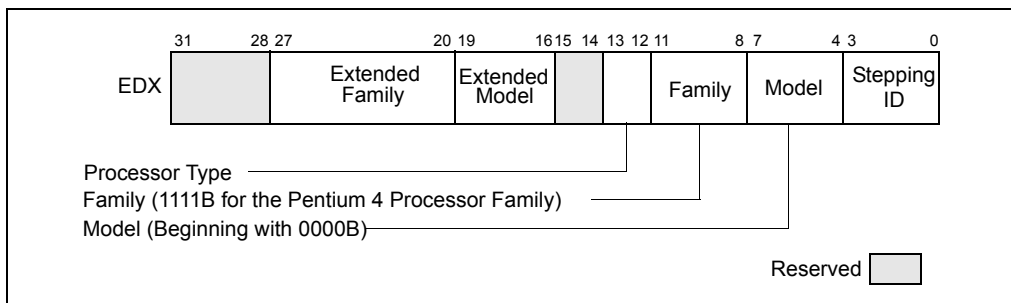 31 28 27 20 19 16 15 14 13 12 11 8 7 4 3 0
EDX
Extended Family
Extended Model
Family
Model
Stepping ID
Processor Type
Family (1111B for the Pentium 4 Processor Family)
Model (Beginning with 0000B)
Reserved